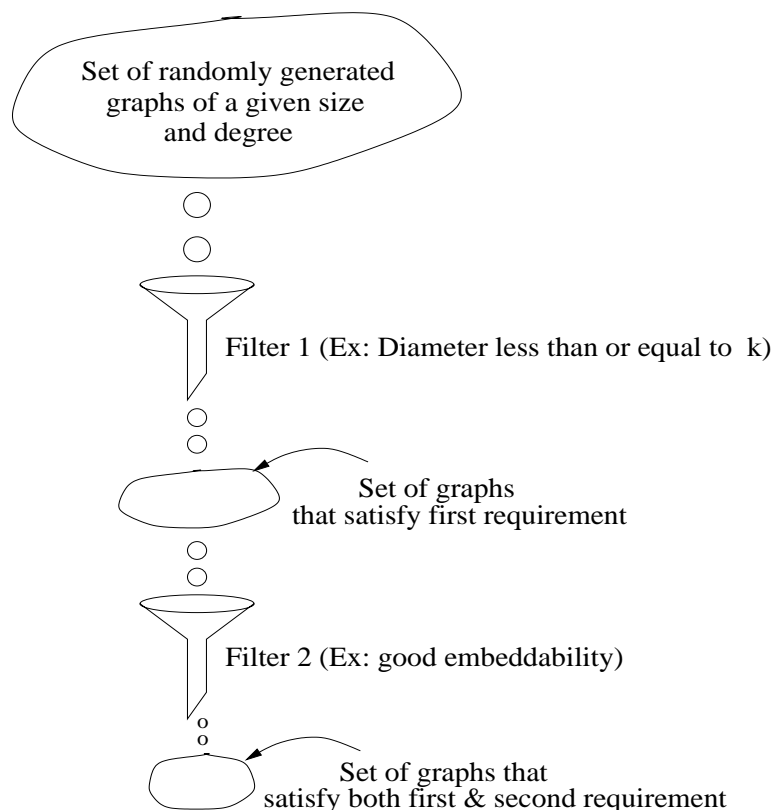 Set of randomly generated
graphs of a given size
and degree
Filter 1 (Ex: Diameter less than or equal to k)
Set of graphs
that satisfy first requirement
Filter 2 (Ex: good embeddability)
Set of graphs that
satisfy both first & second requirement